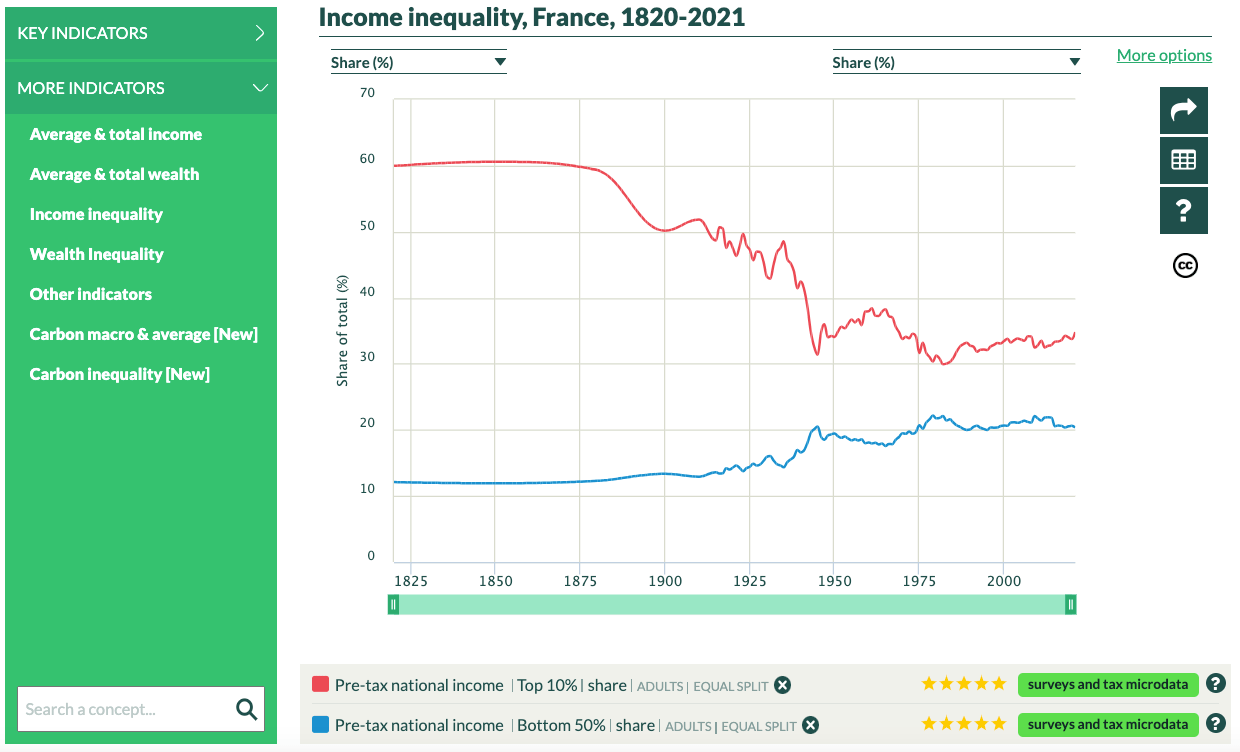 KEY INDICATORS
MORE INDICATORS
Average & total income
Average & total wealth
Income inequality
Wealth Inequality
Other indicators
Carbon macro & average [New]
Carbon inequality [New]
Search a concept...
Income inequality, France, 1820-2021
Share (%)
Share (%)
More options
?
cc
Share of total (%)
70
60
50
40
30
20
10
0
1825 1850 1875 1900 1925 1950 1975 2000
Pre-tax national income | Top 10% | share | ADULTS | EQUAL SPLIT surveys and tax microdata ?
Pre-tax national income | Bottom 50% | share | ADULTS | EQUAL SPLIT surveys and tax microdata ?